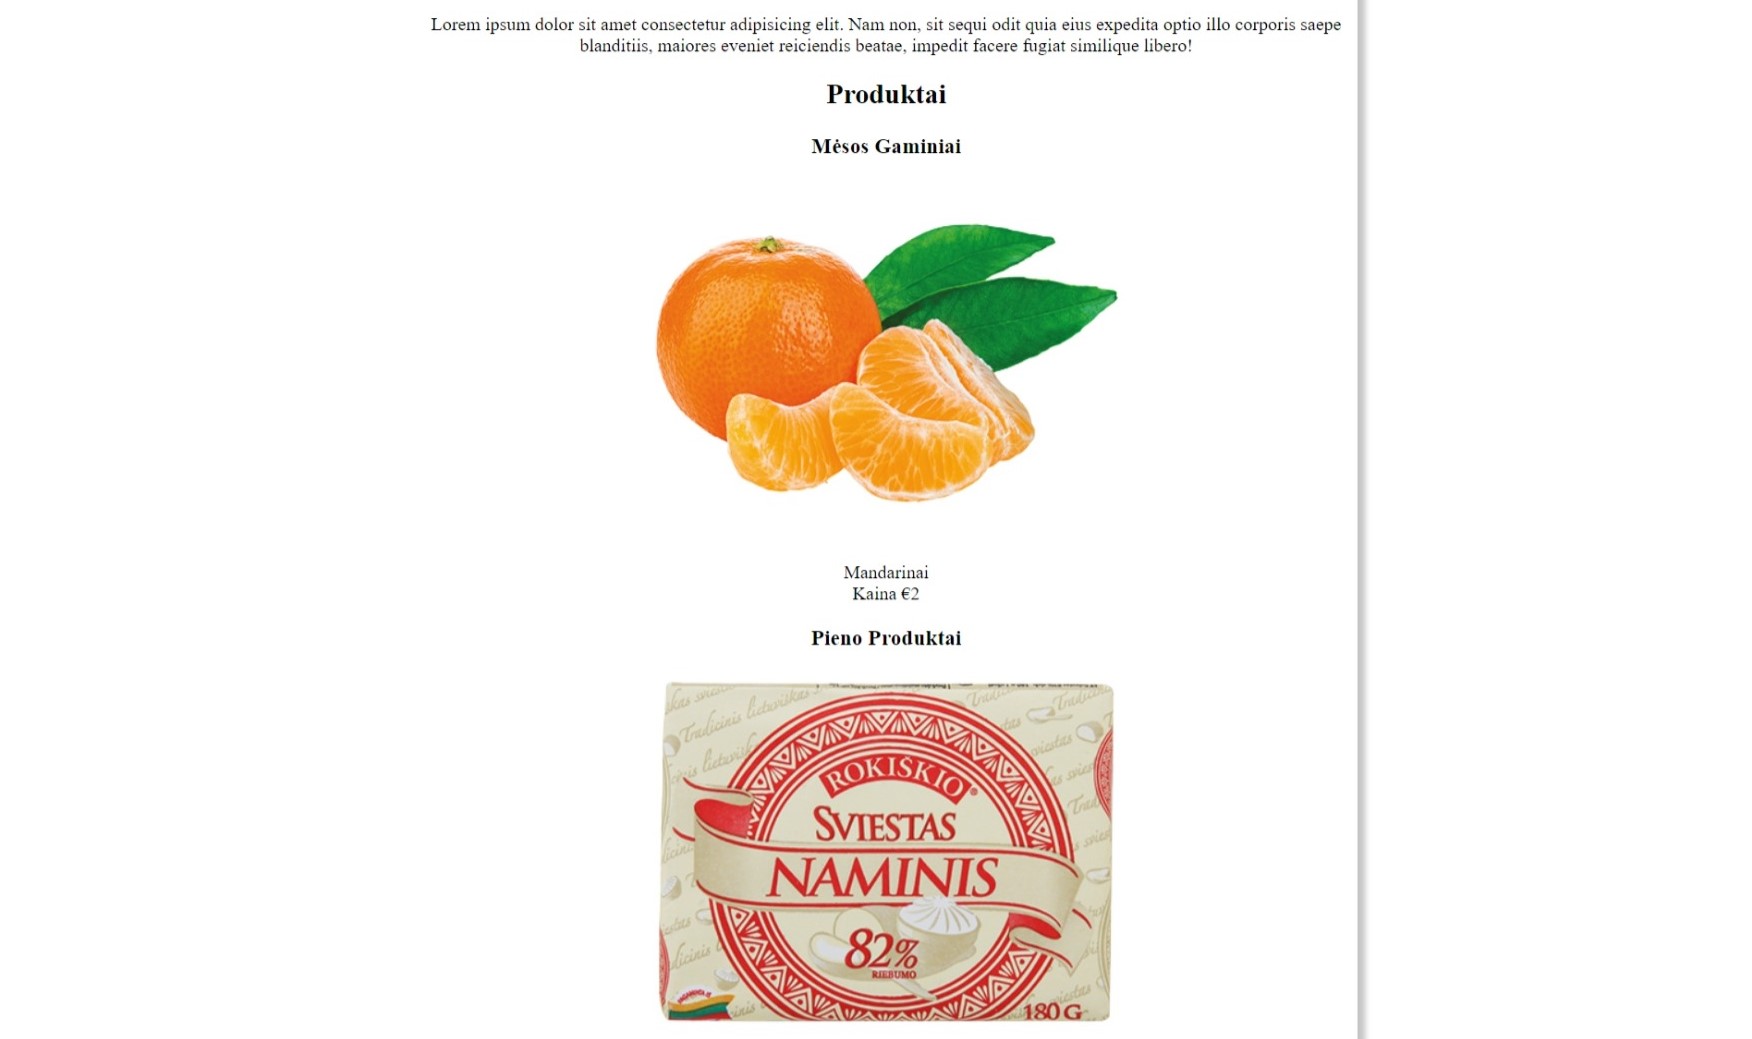 Lorem ipsum dolor sit amet consectetur adipisicing elit. Nam non, sit sequi odit quia eius expedita optio illo corporis saepe
blanditiis, maiores eveniet reiciendis beatae, impedit facere fugiat similique libero!
Produktai
Mėsos Gaminiai
Mandarinai
Kaina €2
Pieno Produktai
Tradicinis lietuviškas
ROKIŠKIO®
SVIESTAS
NAMINIS
82%
RIEBUMO
180 G